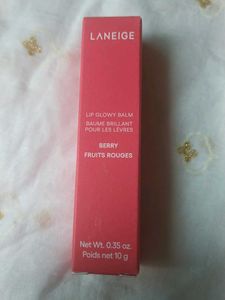 LANEIGE
LIP GLOWY BALM
BAUME BRILLANT
POUR LES LÈVRES
BERRY
FRUITS ROUGES
Net Wt. 0.35 oz.
Poids net 10 g